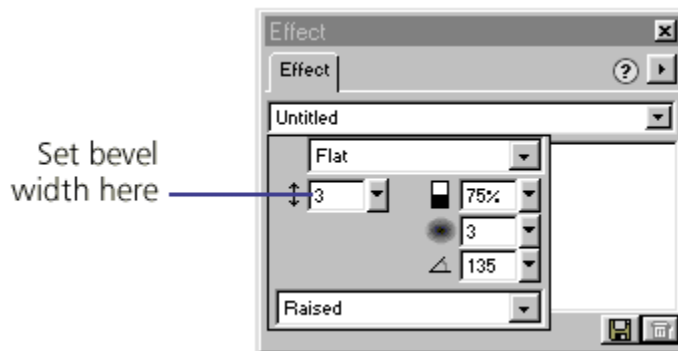 Effect
Effect
?
Untitled
Flat
Set bevel
width here
3
75%
3
135
Raised